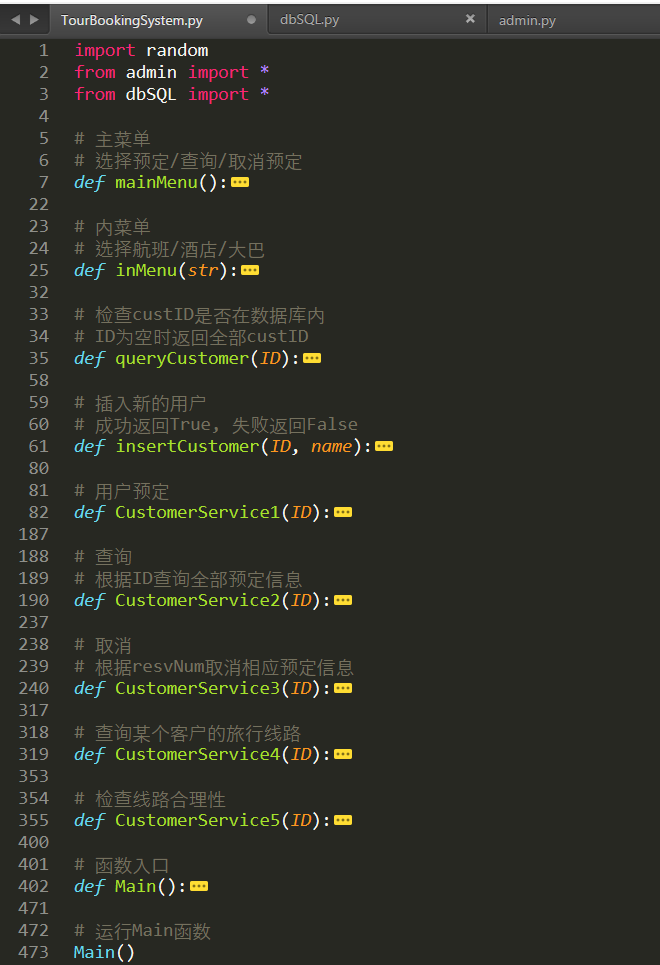 TourBookingSystem.py dbSQL.py × admin.py
1 import random
2 from admin import *
3 from dbSQL import *
4
5 # 主菜单
6 # 选择预定/查询/取消预定
7 def mainMenu():
22
23 # 内菜单
24 # 选择航班/酒店/大巴
25 def inMenu(str):
32
33 # 检查custID是否在数据库内
34 # ID为空时返回全部custID
35 def queryCustomer(ID):
58
59 # 插入新的用户
60 # 成功返回True, 失败返回False
61 def insertCustomer(ID, name):
80
81 # 用户预定
82 def CustomerService1(ID):
187
188 # 查询
189 # 根据ID查询全部预定信息
190 def CustomerService2(ID):
237
238 # 取消
239 # 根据resvNum取消相应预定信息
240 def CustomerService3(ID):
317
318 # 查询某个客户的旅行线路
319 def CustomerService4(ID):
353
354 # 检查线路合理性
355 def CustomerService5(ID):
400
401 # 函数入口
402 def Main():
471
472 # 运行Main函数
473 Main()